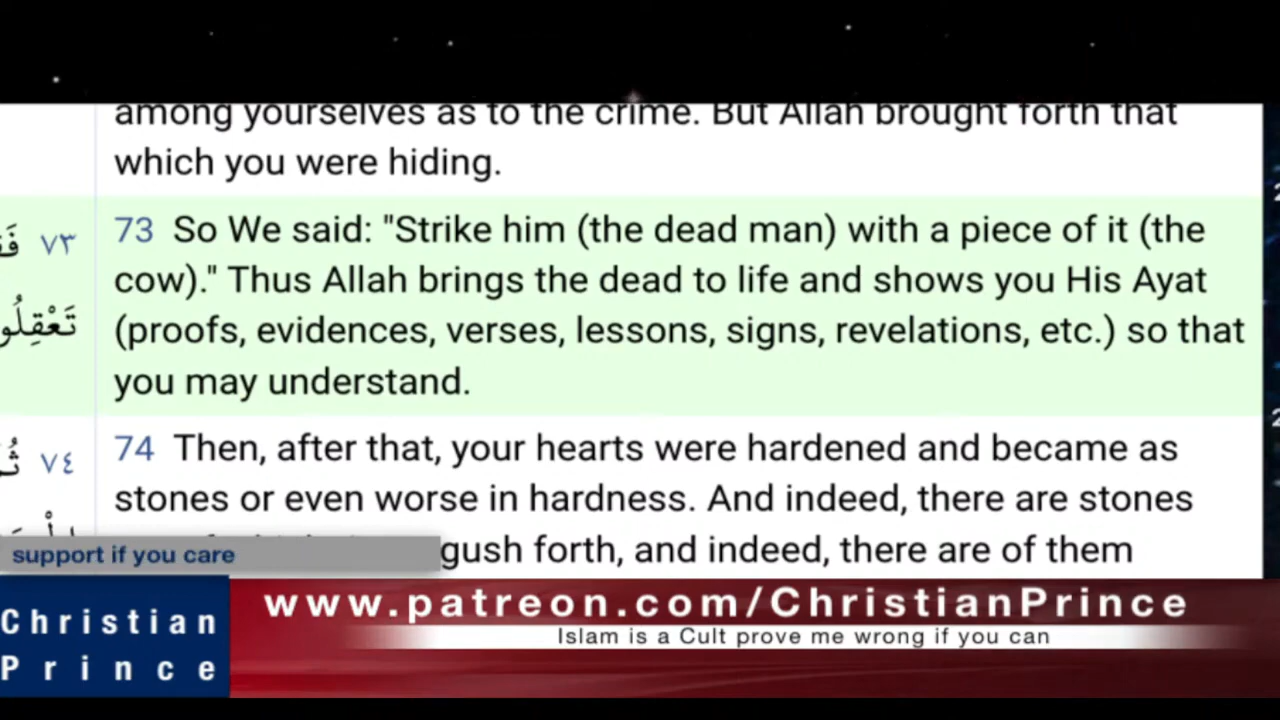 among yourselves as to the crime. But Allah brought forth that
which you were hiding.
٧٣
73 So We said: "Strike him (the dead man) with a piece of it (the
cow)." Thus Allah brings the dead to life and shows you His Ayat
تَعْقِلُو
(proofs, evidences, verses, lessons, signs, revelations, etc.) so that
you may understand.
٧٤
74 Then, after that, your hearts were hardened and became as
stones or even worse in hardness. And indeed, there are stones
gush forth, and indeed, there are of them
support if you care
Christian
Prince
www.patreon.com/ChristianPrince
Islam is a Cult prove me wrong if you can